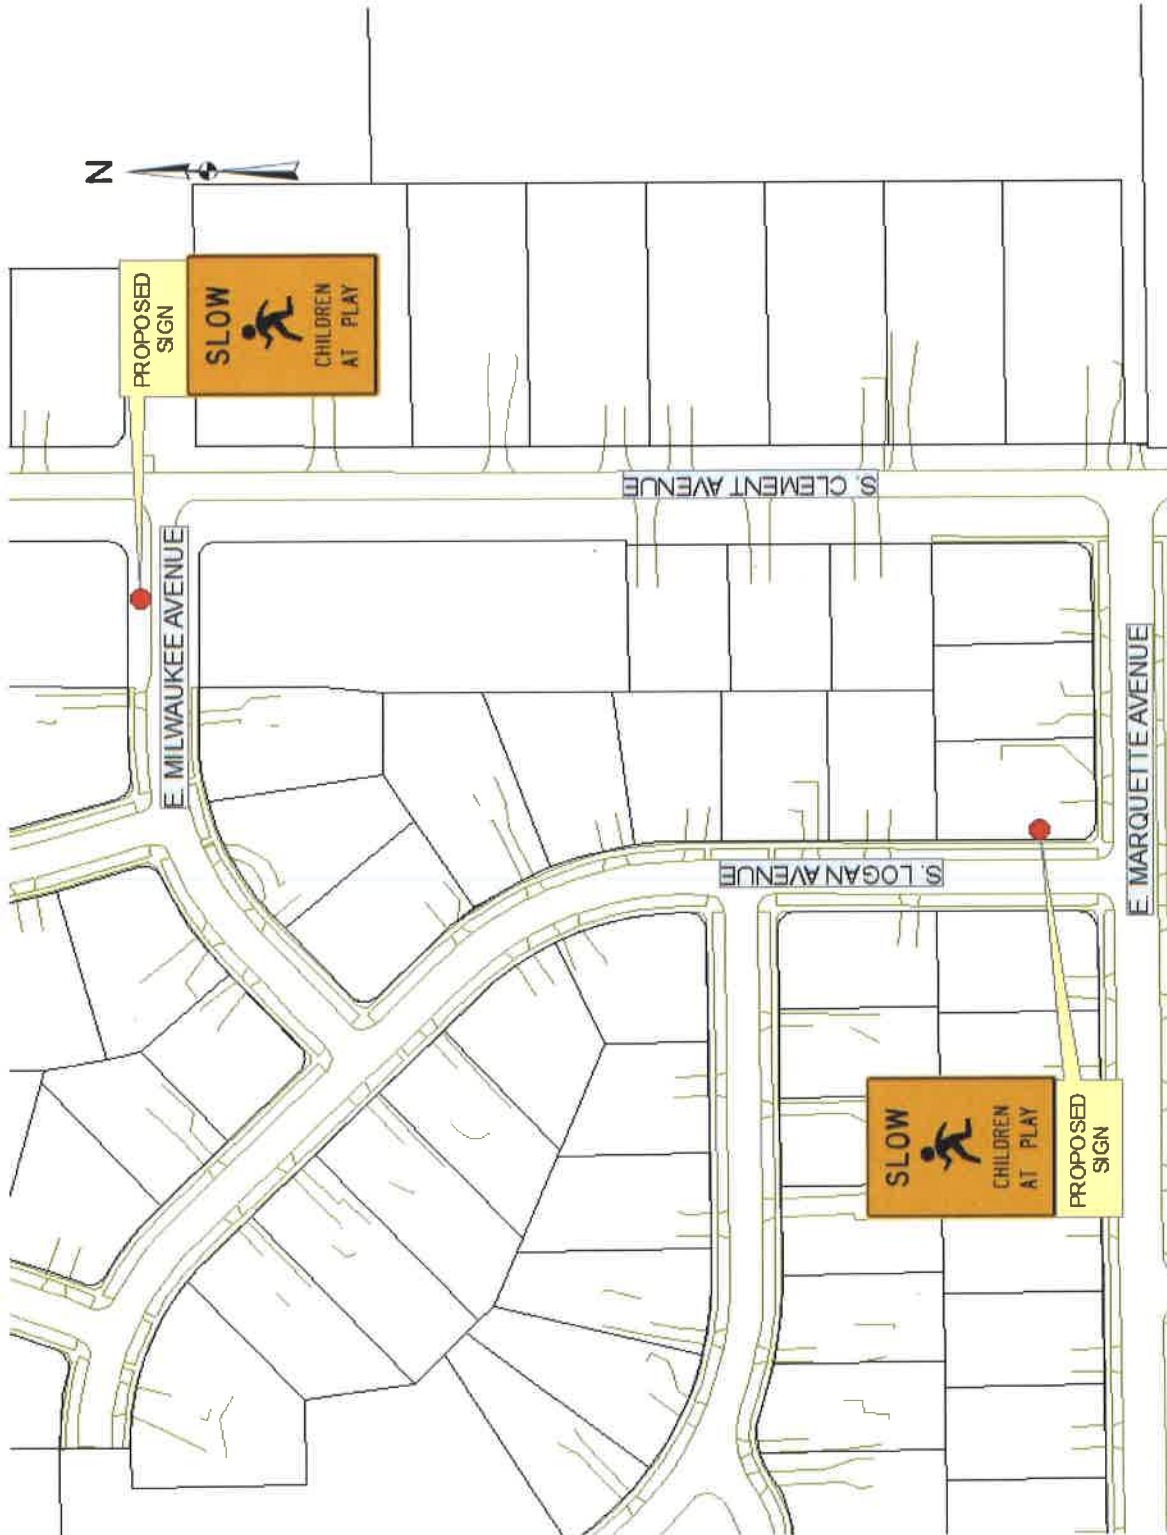 N
PROPOSED
SIGN
SLOW
CHILDREN
AT PLAY
S. CLEMENT AVENUE
E. MILWAUKEE AVENUE
S. LOGAN AVENUE
E. MARQUETTE AVENUE
SLOW
CHILDREN
AT PLAY
PROPOSED
SIGN